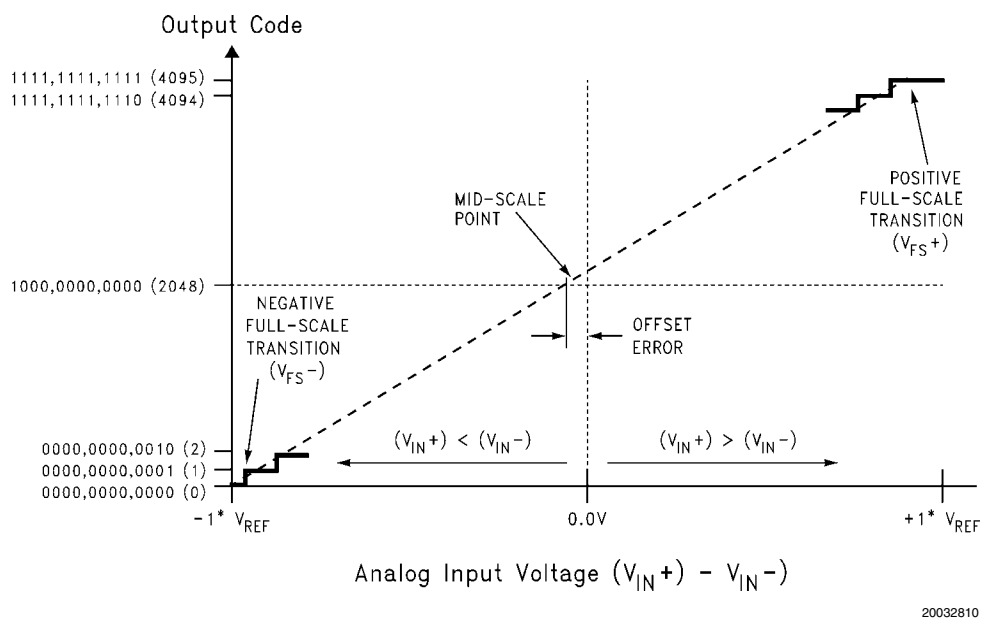 Output Code
1111,1111,1111 (4095)
1111,1111,1110 (4094)
MID-SCALE
POINT
POSITIVE
FULL-SCALE
TRANSITION
(VFS+)
1000,0000,0000 (2048)
NEGATIVE
FULL-SCALE
TRANSITION
(VFS-)
OFFSET
ERROR
0000,0000,0010 (2)
0000,0000,0001 (1)
0000,0000,0000 (0)
(VIN+) < (VIN-)
(VIN+) > (VIN-)
-1* VREF
0.0V
+1* VREF
Analog Input Voltage (VIN+) - VIN-)
20032810